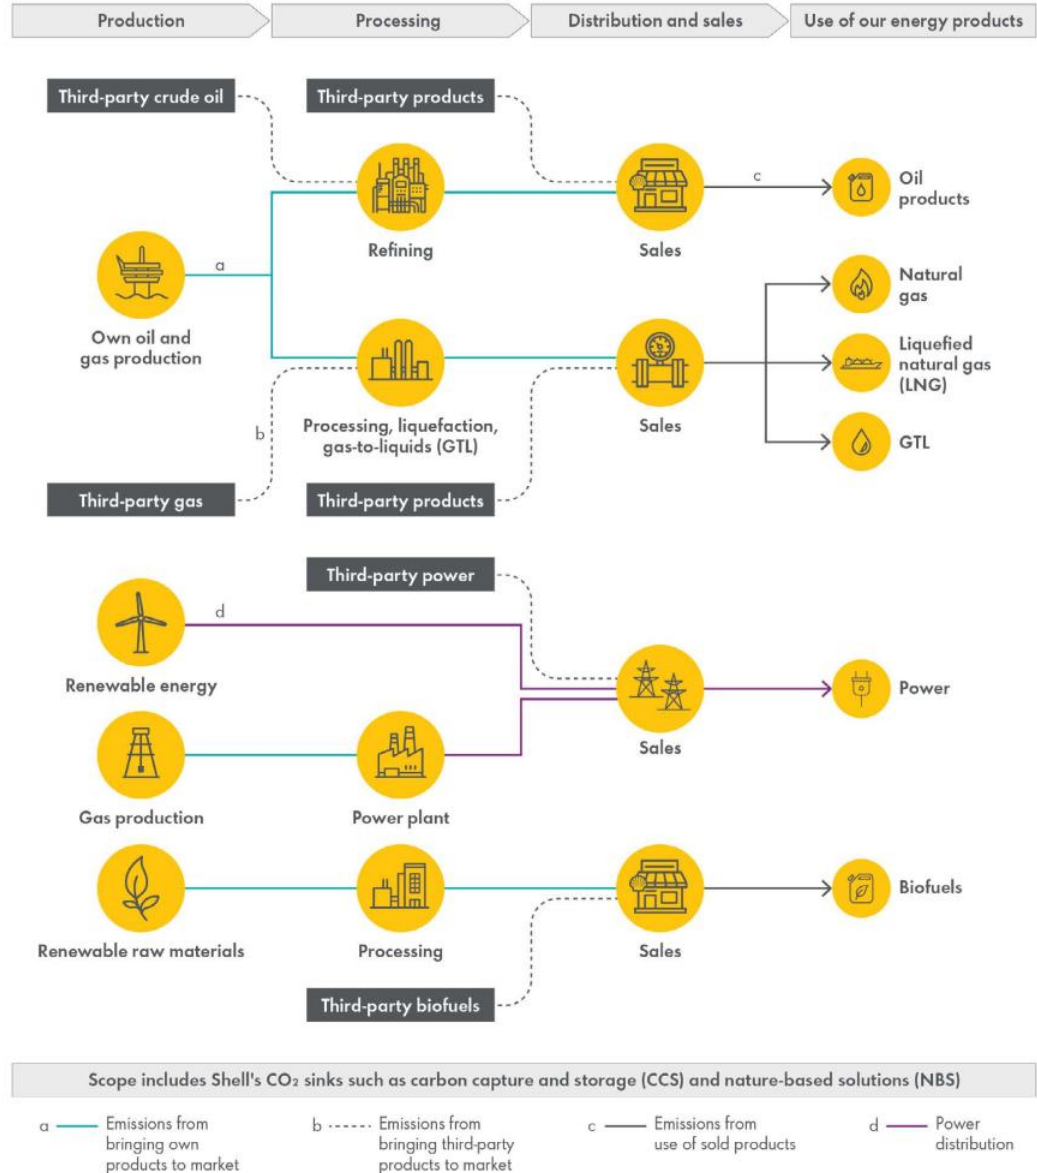 Production
Processing
Distribution and sales
Use of our energy products
Third-party crude oil
Third-party products
a
Own oil and
gas production
Refining
Sales
c
Oil
products
b
Processing, liquefaction,
gas-to-liquids (GTL)
Sales
Natural
gas
Liquefied
natural gas
(LNG)
GTL
Third-party gas
Third-party products
Third-party power
d
Renewable energy
Gas production
Power plant
Sales
Power
Renewable raw materials
Processing
Sales
Biofuels
Third-party biofuels
Scope includes Shell's CO₂ sinks such as carbon capture and storage (CCS) and nature-based solutions (NBS)
a
Emissions from
bringing own
products to market
b
Emissions from
bringing third-party
products to market
c
Emissions from
use of sold products
d
Power
distribution